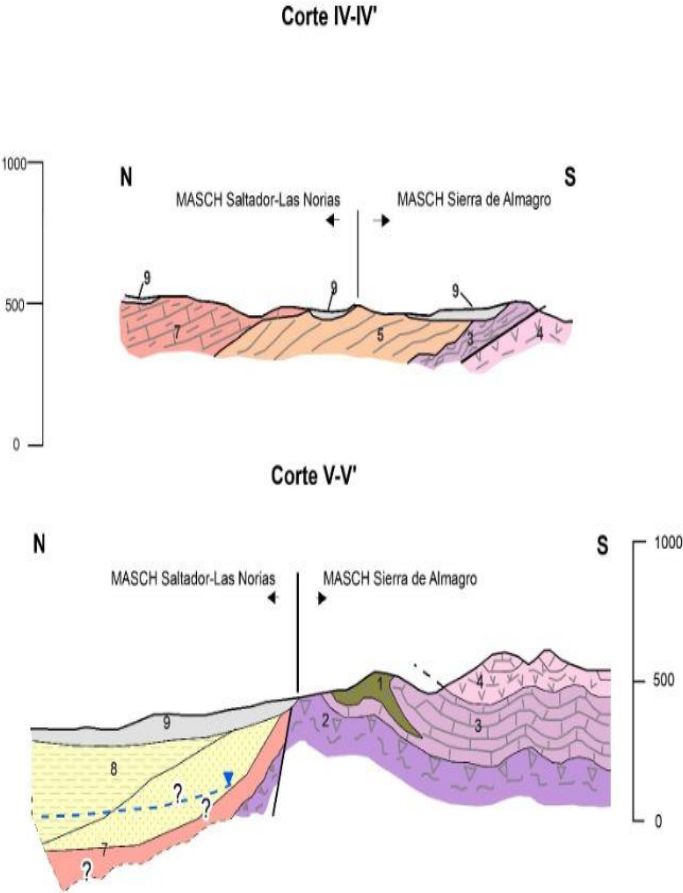 Corte IV-IV'
1000
N
S
MASCH Saltador-Las Norias
MASCH Sierra de Almagro
9
9
9
500
7
5
3
4
0
Corte V-V'
N
S
1000
MASCH Saltador-Las Norias
MASCH Sierra de Almagro
4
1
500
9
2
3
8
?
?
7
?
0